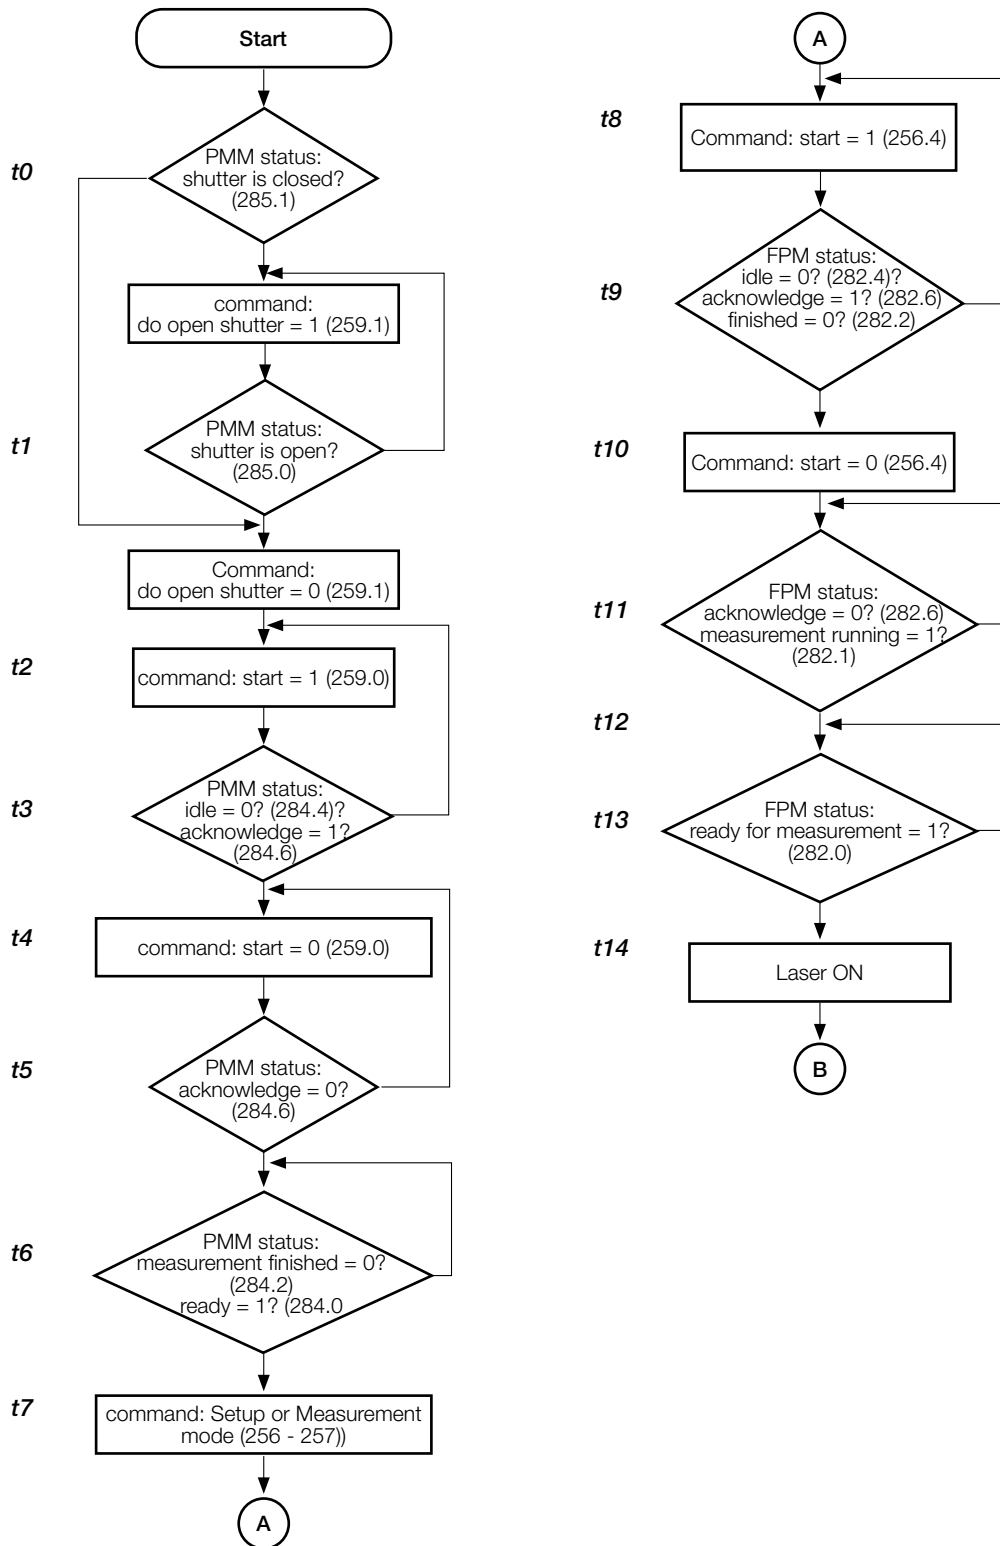 Start
t0
PMM status:
shutter is closed?
(285.1)
command:
do open shutter = 1 (259.1)
t1
PMM status:
shutter is open?
(285.0)
Command:
do open shutter = 0 (259.1)
t2
command: start = 1 (259.0)
t3
PMM status:
idle = 0? (284.4)?
acknowledge = 1?
(284.6)
t4
command: start = 0 (259.0)
t5
PMM status:
acknowledge = 0?
(284.6)
t6
PMM status:
measurement finished = 0?
(284.2)
ready = 1? (284.0
t7
command: Setup or Measurement
mode (256 - 257))
A
A
t8
Command: start = 1 (256.4)
t9
FPM status:
idle = 0? (282.4)?
acknowledge = 1? (282.6)
finished = 0? (282.2)
t10
Command: start = 0 (256.4)
t11
FPM status:
acknowledge = 0? (282.6)
measurement running = 1?
(282.1)
t12
t13
FPM status:
ready for measurement = 1?
(282.0)
t14
Laser ON
B